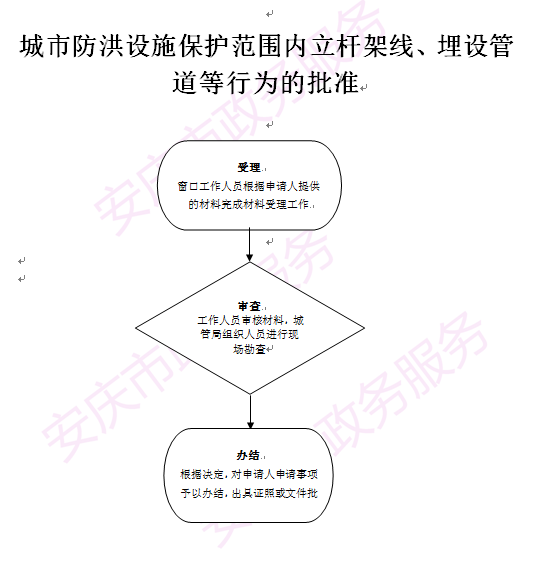 城市防洪设施保护范围内立杆架线、埋设管
道等行为的批准
受理
窗口工作人员根据申请人提供
的材料完成材料受理工作.
审查
工作人员审核材料，城
管局组织人员进行现
场勘查
办结
根据决定，对申请人申请事项
予以办结，出具证照或文件批
安庆市政务服务
安庆市政务服务
政务服务